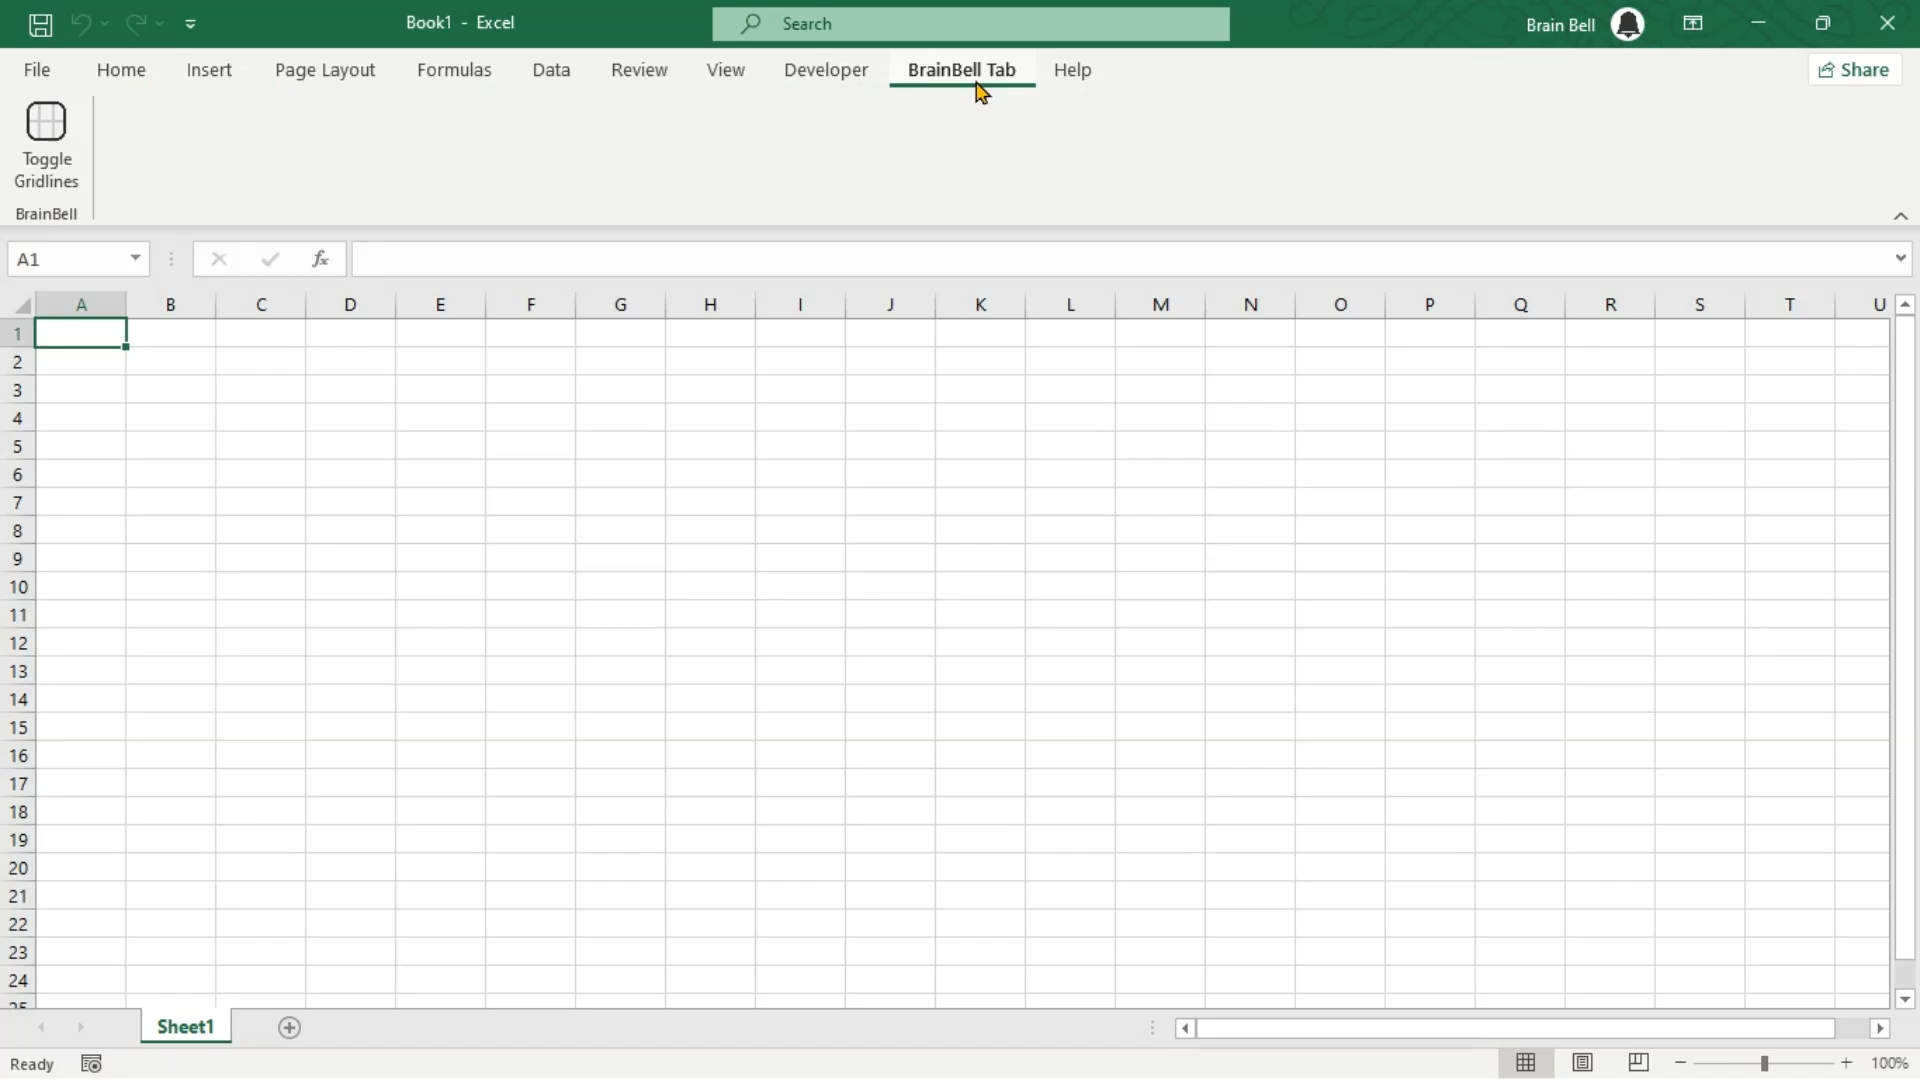 Book1 - Excel
Search
Brain Bell
File Home Insert Page Layout Formulas Data Review View Developer BrainBell Tab Help
Share
Toggle
Gridlines
BrainBell
A1
fx
A B C D E F G H I J K L M N O P Q R S T U
1
2
3
4
5
6
7
8
9
10
11
12
13
14
15
16
17
18
19
20
21
22
23
24
25
Sheet1
Ready
100%